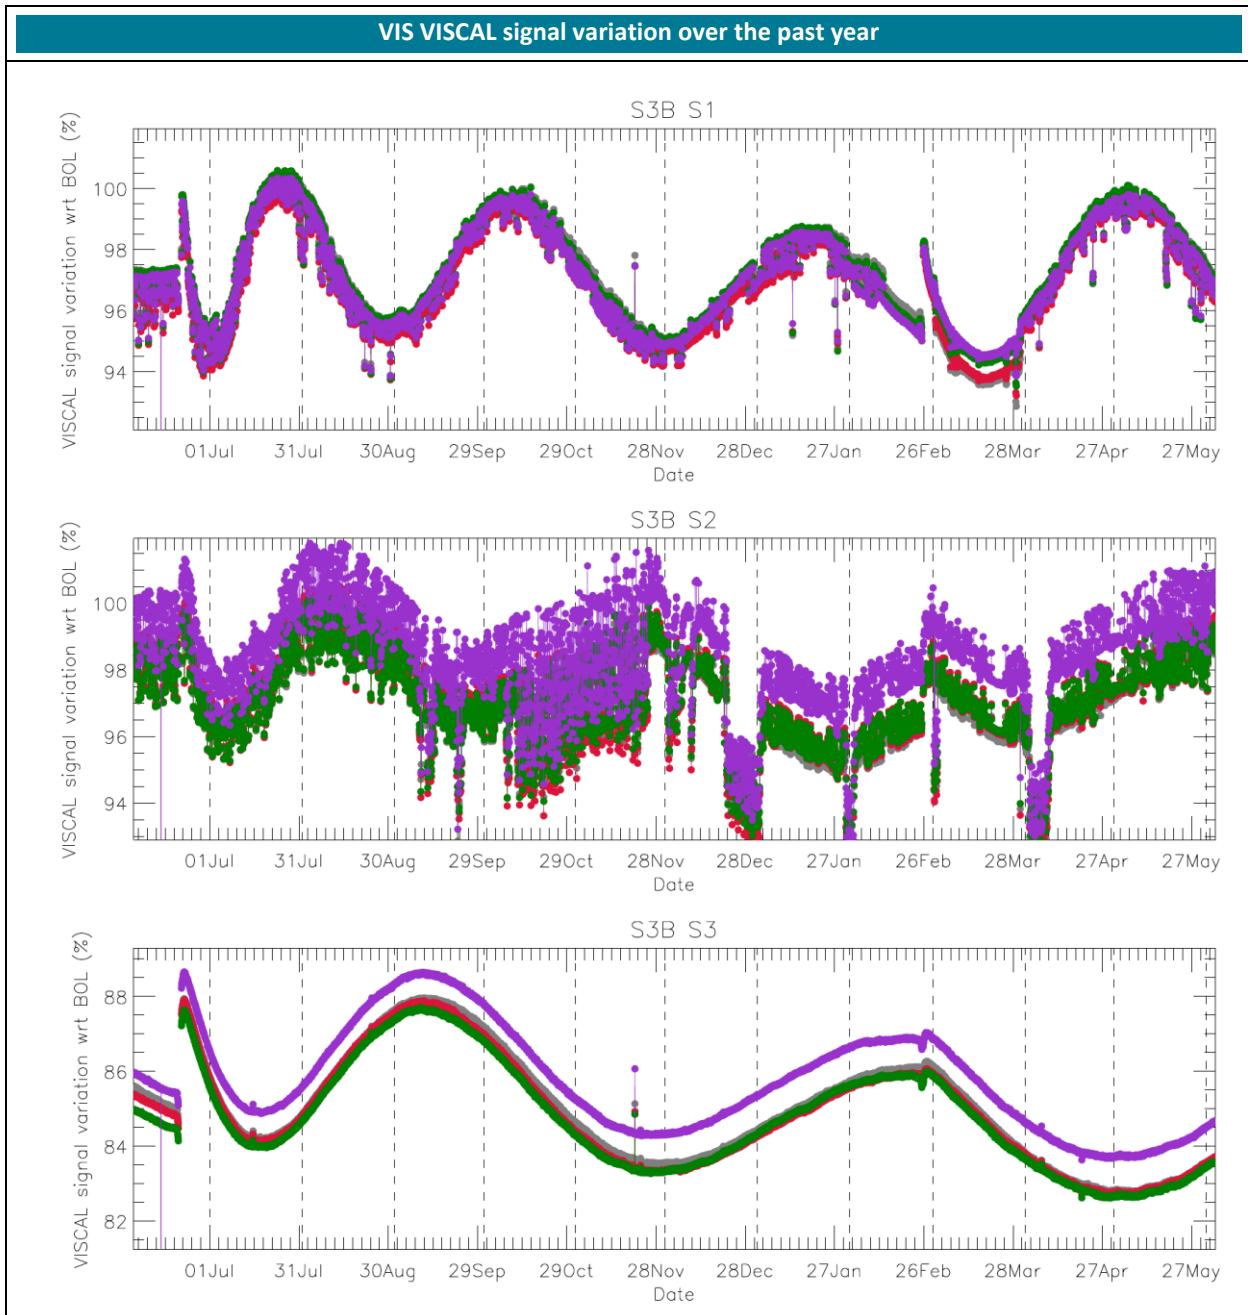 VIS VISCAL signal variation over the past year
S3B S1
VISCAL signal variation wrt BOL (%)
100
98
96
94
01Jul 31Jul 30Aug 29Sep 29Oct 28Nov 28Dec 27Jan 26Feb 28Mar 27Apr 27May
Date
S3B S2
VISCAL signal variation wrt BOL (%)
100
98
96
94
01Jul 31Jul 30Aug 29Sep 29Oct 28Nov 28Dec 27Jan 26Feb 28Mar 27Apr 27May
Date
S3B S3
VISCAL signal variation wrt BOL (%)
88
86
84
82
01Jul 31Jul 30Aug 29Sep 29Oct 28Nov 28Dec 27Jan 26Feb 28Mar 27Apr 27May
Date